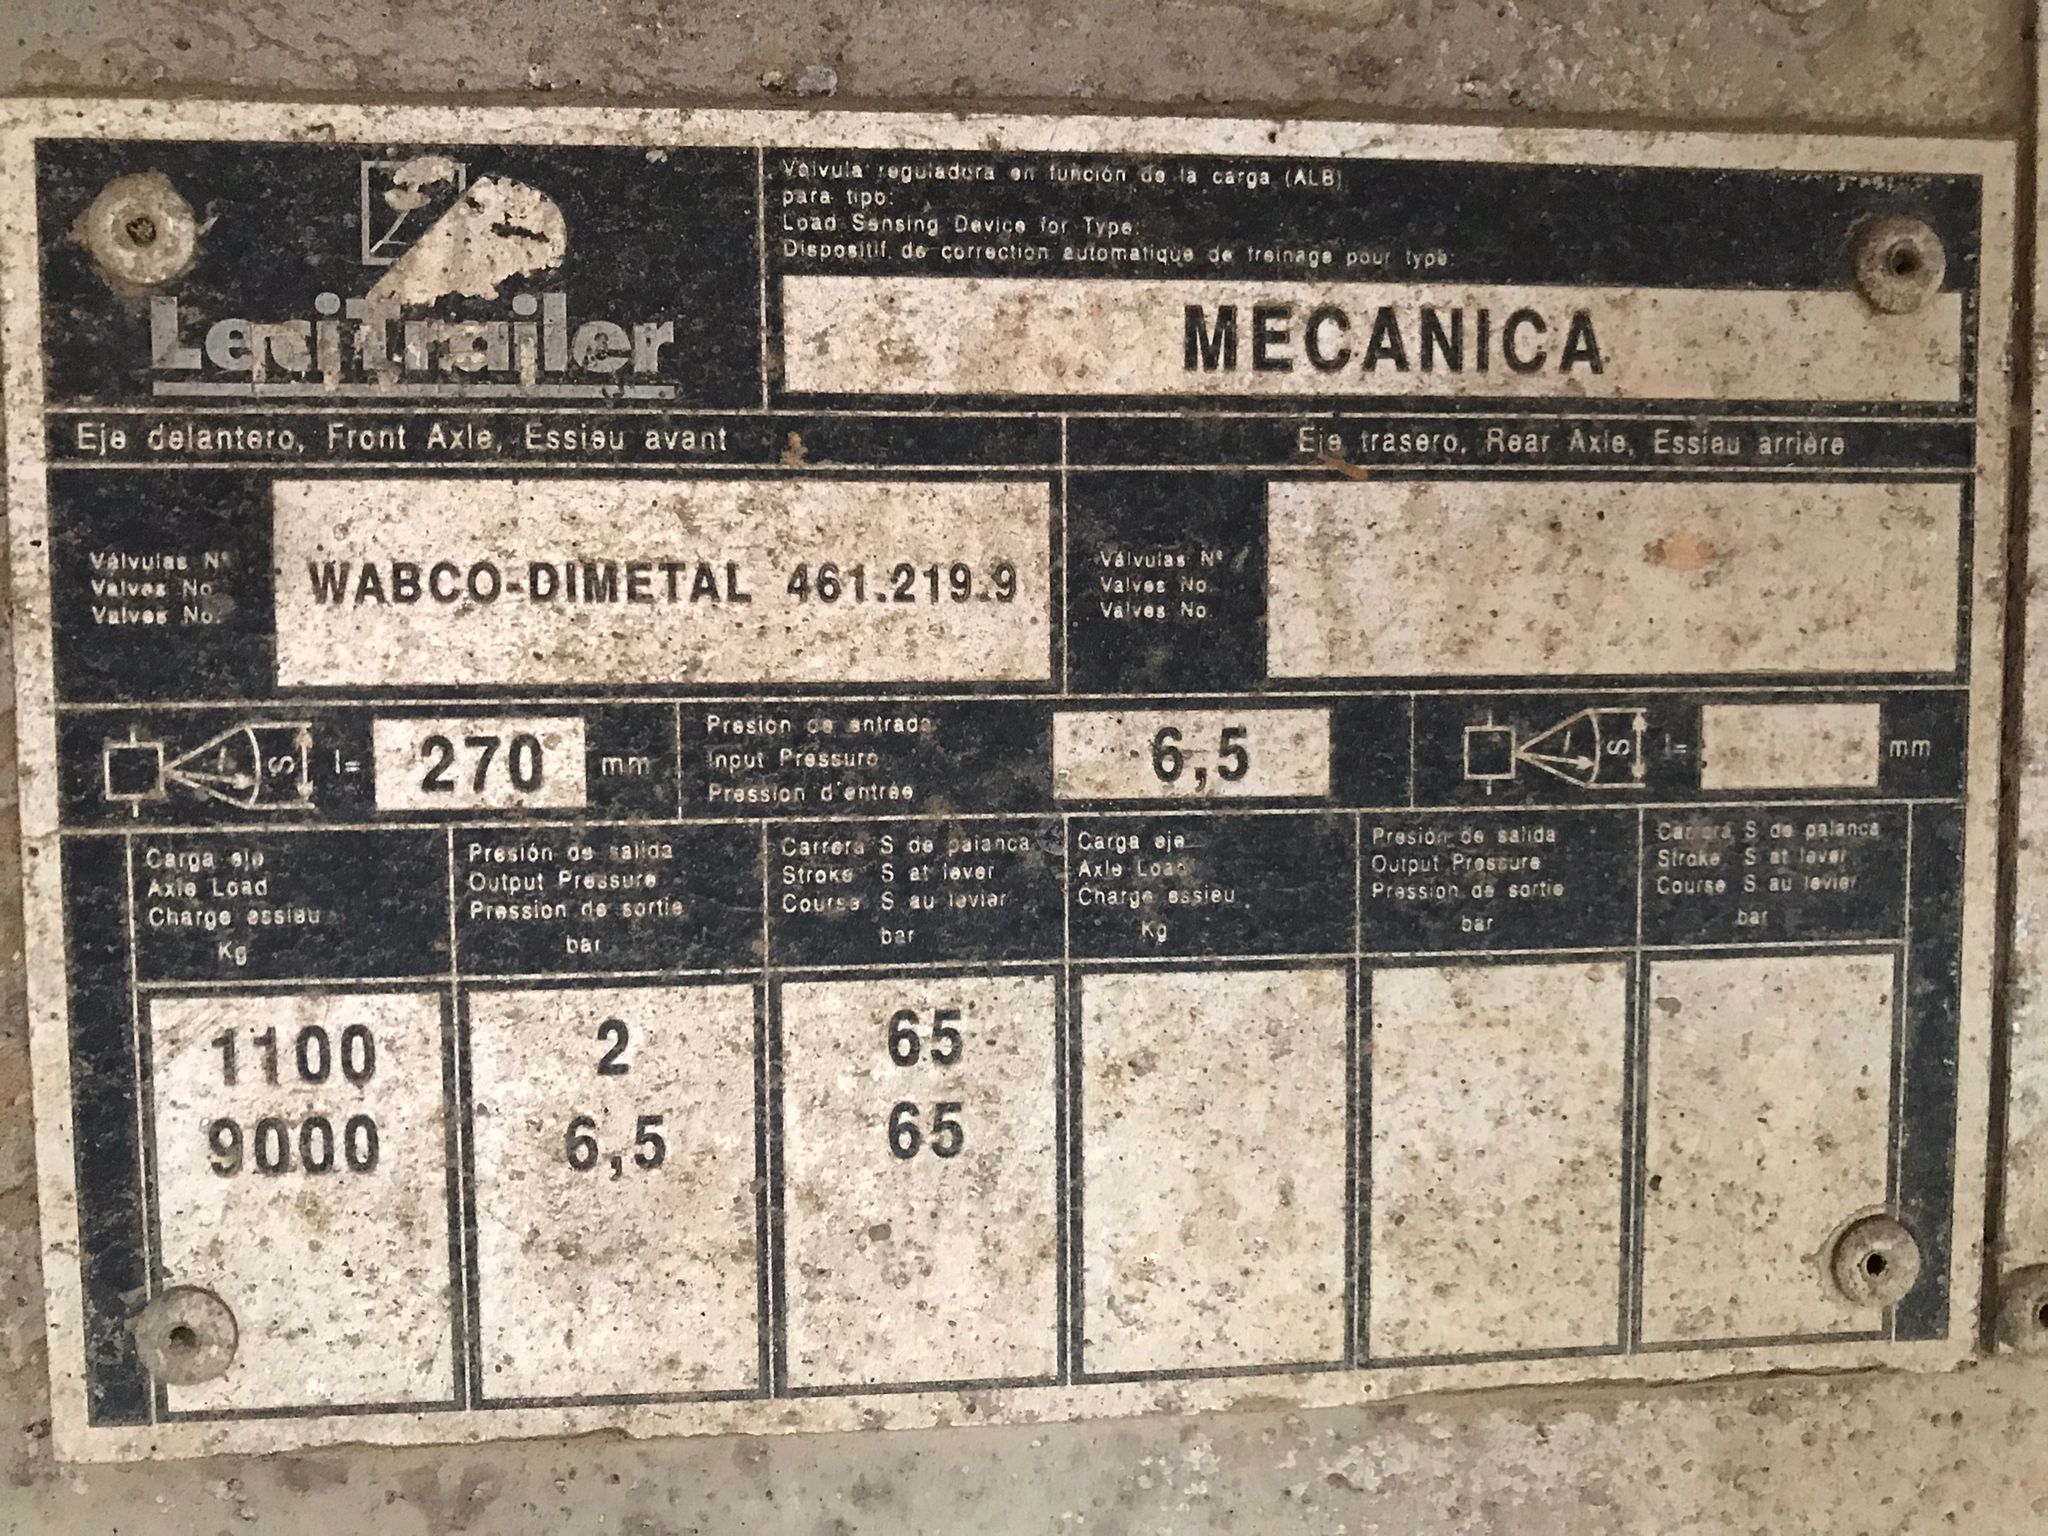 LeciTrailer
Válvula reguladora en función de la carga (ALB)
para tipo:
Load Sensing Device for Type:
Dispositif de correction automatique de freinage pour type:
MECANICA
Eje delantero, Front Axle, Essieu avant
Eje trasero, Rear Axle, Essieu arrière
Válvulas Nº
Valves No.
Valves No.
WABCO-DIMETAL 461.219.9
Válvulas Nº
Valves No.
Valves No.
l S l= 270 mm
Presión de entrada
Input Pressure
Pression d'entrée
6,5
l S l= mm
Carga eje
Axle Load
Charge essieu
Kg
Presión de salida
Output Pressure
Pression de sortie
bar
Carrera S de palanca
Stroke S at lever
Course S au levier
bar
Carga eje
Axle Load
Charge essieu
Kg
Presión de salida
Output Pressure
Pression de sortie
bar
Carrera S de palanca
Stroke S at lever
Course S au levier
bar
1100 2 65
9000 6,5 65